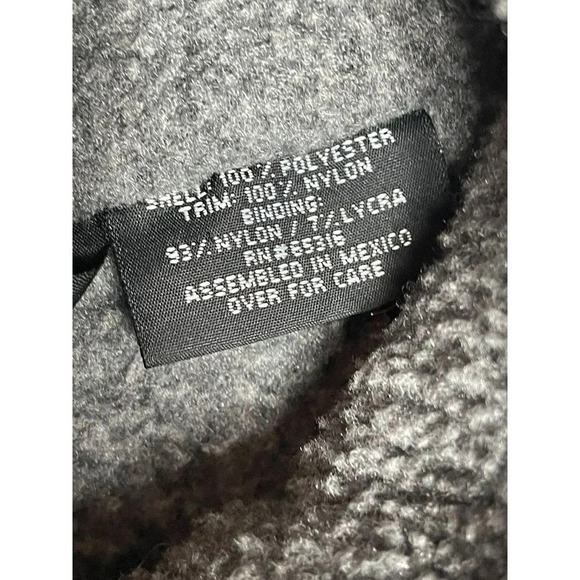 SHELL: 100% POLYESTER
TRIM: 100% NYLON
BINDING:
93% NYLON / 7% LYCRA
RN#85316
ASSEMBLED IN MEXICO
OVER FOR CARE